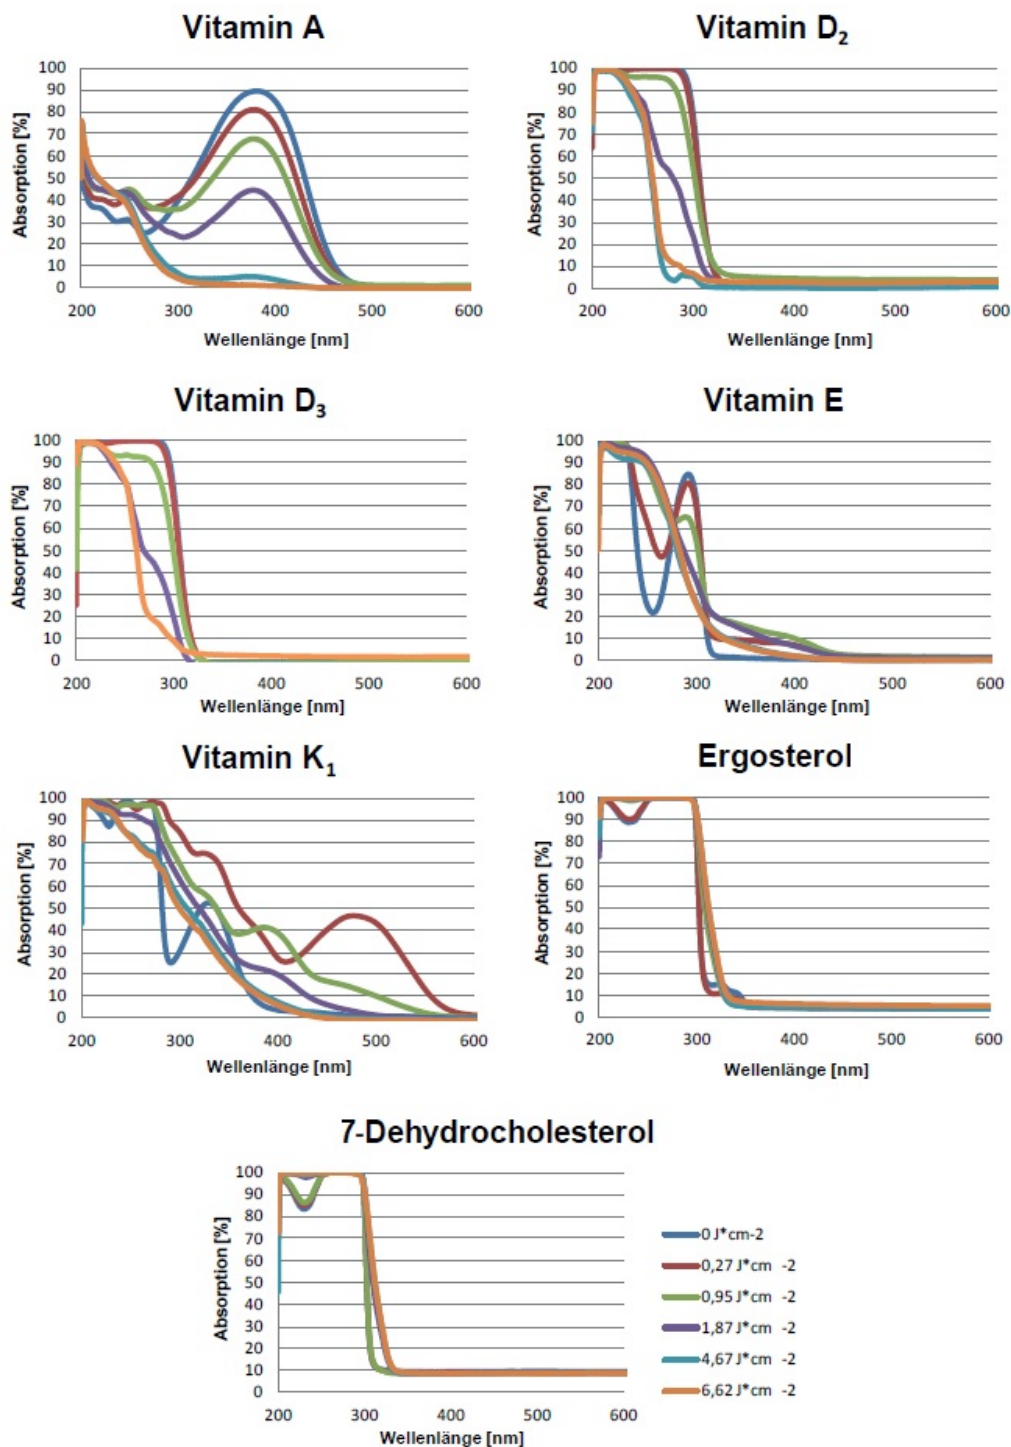 Vitamin A
Absorption [%]
100
90
80
70
60
50
40
30
20
10
0
200 300 400 500 600
Wellenlänge [nm]
Vitamin D2
Absorption [%]
100
90
80
70
60
50
40
30
20
10
0
200 300 400 500 600
Wellenlänge [nm]
Vitamin D3
Absorption [%]
100
90
80
70
60
50
40
30
20
10
0
200 300 400 500 600
Wellenlänge [nm]
Vitamin E
Absorption [%]
100
90
80
70
60
50
40
30
20
10
0
200 300 400 500 600
Wellenlänge [nm]
Vitamin K1
Absorption [%]
100
90
80
70
60
50
40
30
20
10
0
200 300 400 500 600
Wellenlänge [nm]
Ergosterol
Absorption [%]
100
90
80
70
60
50
40
30
20
10
0
200 300 400 500 600
Wellenlänge [nm]
7-Dehydrocholesterol
Absorption [%]
100
90
80
70
60
50
40
30
20
10
0
200 300 400 500 600
Wellenlänge [nm]
0 J*cm-2
0,27 J*cm -2
0,95 J*cm -2
1,87 J*cm -2
4,67 J*cm -2
6,62 J*cm -2